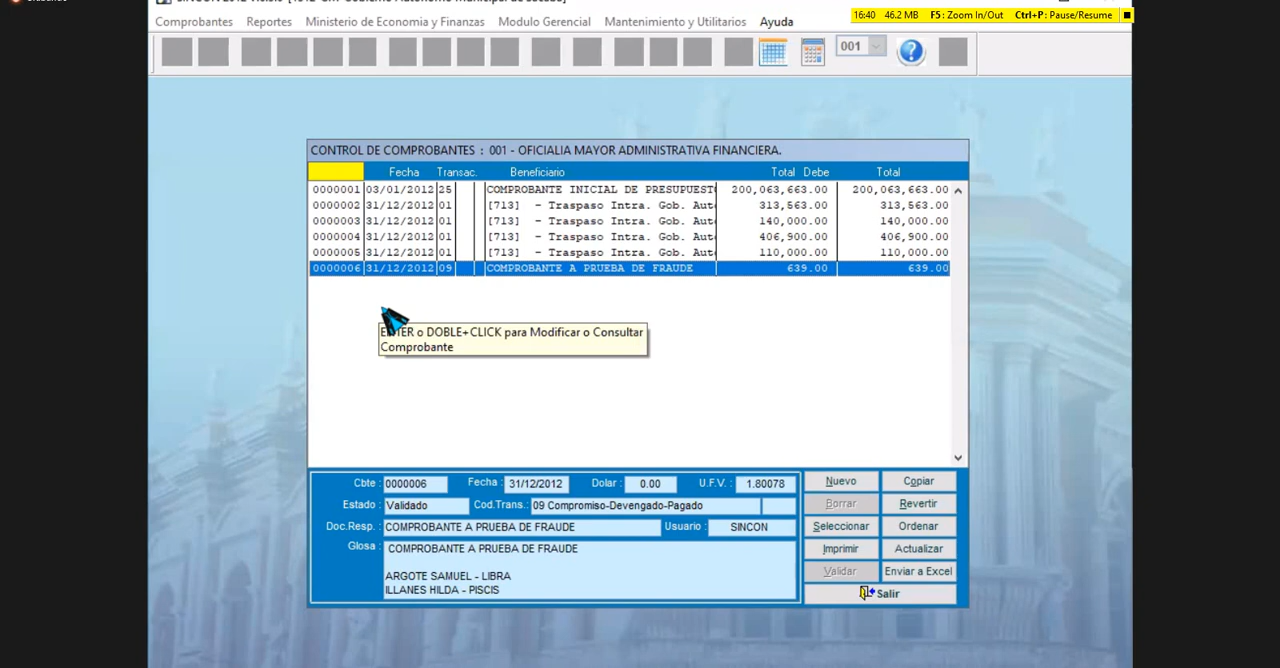 Comprobantes Reportes Ministerio de Economia y Finanzas Modulo Gerencial Mantenimiento y Utilitarios Ayuda
16:40 46.2 MB F5: Zoom In/Out Ctrl+P: Pause/Resume
001
CONTROL DE COMPROBANTES : 001 - OFICIALIA MAYOR ADMINISTRATIVA FINANCIERA.
Fecha Transac. Beneficiario Total Debe Total
0000001 03/01/2012 25 COMPROBANTE INICIAL DE PRESUPUEST 200,063,663.00 200,063,663.00
0000002 31/12/2012 01 [713] - Traspaso Intra. Gob. Aut 313,563.00 313,563.00
0000003 31/12/2012 01 [713] - Traspaso Intra. Gob. Aut 140,000.00 140,000.00
0000004 31/12/2012 01 [713] - Traspaso Intra. Gob. Aut 406,900.00 406,900.00
0000005 31/12/2012 01 [713] - Traspaso Intra. Gob. Aut 110,000.00 110,000.00
0000006 31/12/2012 09 COMPROBANTE A PRUEBA DE FRAUDE 639.00 639.00
ENTER o DOBLE+CLICK para Modificar o Consultar
Comprobante
Cbte : 0000006 Fecha : 31/12/2012 Dolar : 0.00 U.F.V. : 1.80078
Estado : Validado Cod.Trans.: 09 Compromiso-Devengado-Pagado
Doc.Resp. : COMPROBANTE A PRUEBA DE FRAUDE Usuario : SINCON
Glosa : COMPROBANTE A PRUEBA DE FRAUDE
ARGOTE SAMUEL - LIBRA
ILLANES HILDA - PISCIS
Nuevo Copiar
Borrar Revertir
Seleccionar Ordenar
Imprimir Actualizar
Validar Enviar a Excel
Salir